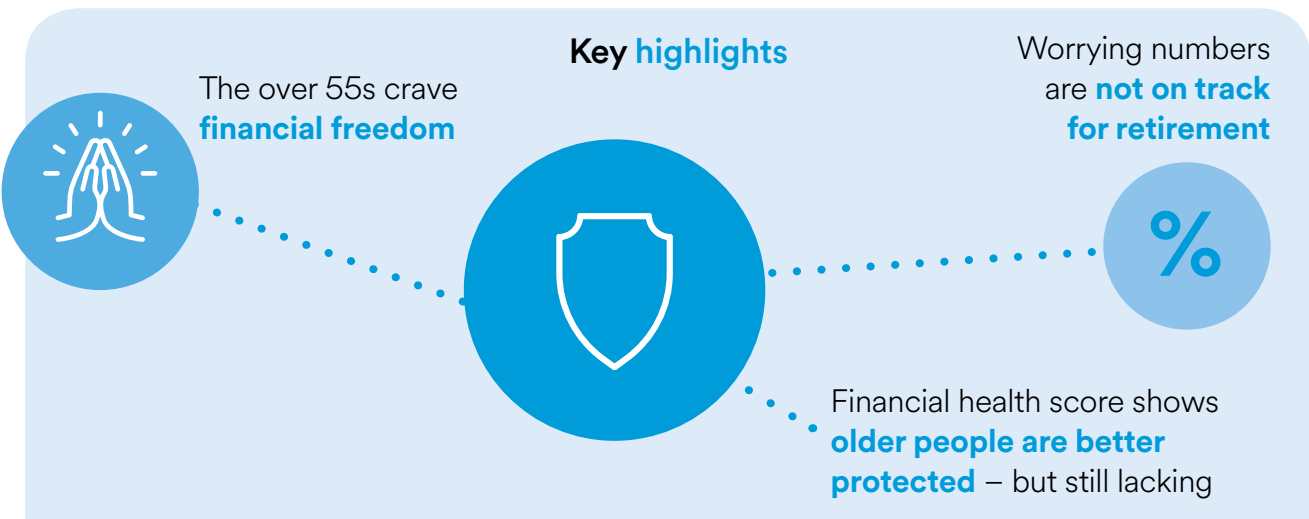 Key highlights
The over 55s crave
financial freedom
Worrying numbers
are not on track
for retirement
%
Financial health score shows
older people are better
protected – but still lacking